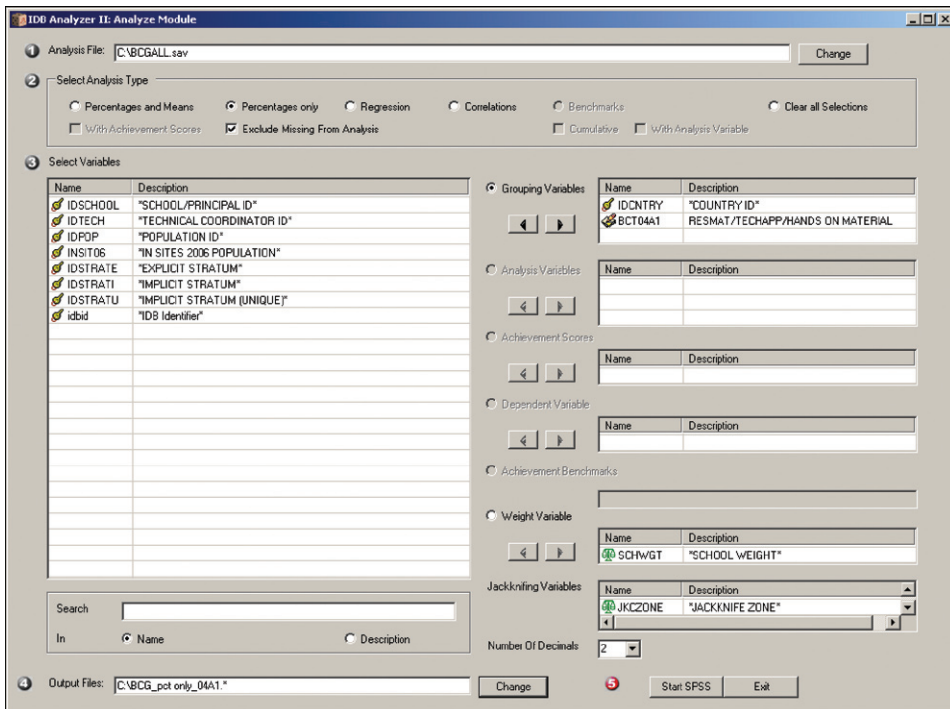 IDB Analyzer II: Analyze Module
1 Analysis File: C:\BCGALL.sav Change
2 Select Analysis Type
Percentages and Means Percentages only Regression Correlations Benchmarks Clear all Selections
With Achievement Scores Exclude Missing From Analysis Cumulative With Analysis Variable
3 Select Variables
Name Description
IDSCHOOL "SCHOOL/PRINCIPAL ID"
IDTECH "TECHNICAL COORDINATOR ID"
IDPOP "POPULATION ID"
INSIT06 "IN SITES 2006 POPULATION"
IDSTRATE "EXPLICIT STRATUM"
IDSTRATI "IMPLICIT STRATUM"
IDSTRATU "IMPLICIT STRATUM (UNIQUE)"
idbid "IDB Identifier"
Grouping Variables
Name Description
IDCNTRY "COUNTRY ID"
BCT04A1 RESMAT/TECHAPP/HANDS ON MATERIAL
Analysis Variables
Name Description
Achievement Scores
Name Description
Dependent Variable
Name Description
Achievement Benchmarks
Weight Variable
Name Description
SCHWGT "SCHOOL WEIGHT"
Jackknifing Variables
Name Description
JKCZONE "JACKKNIFE ZONE"
Search
In Name Description
Number Of Decimals 2
4 Output Files: C:\BCG_pct only_04A1.* Change
5 Start SPSS Exit